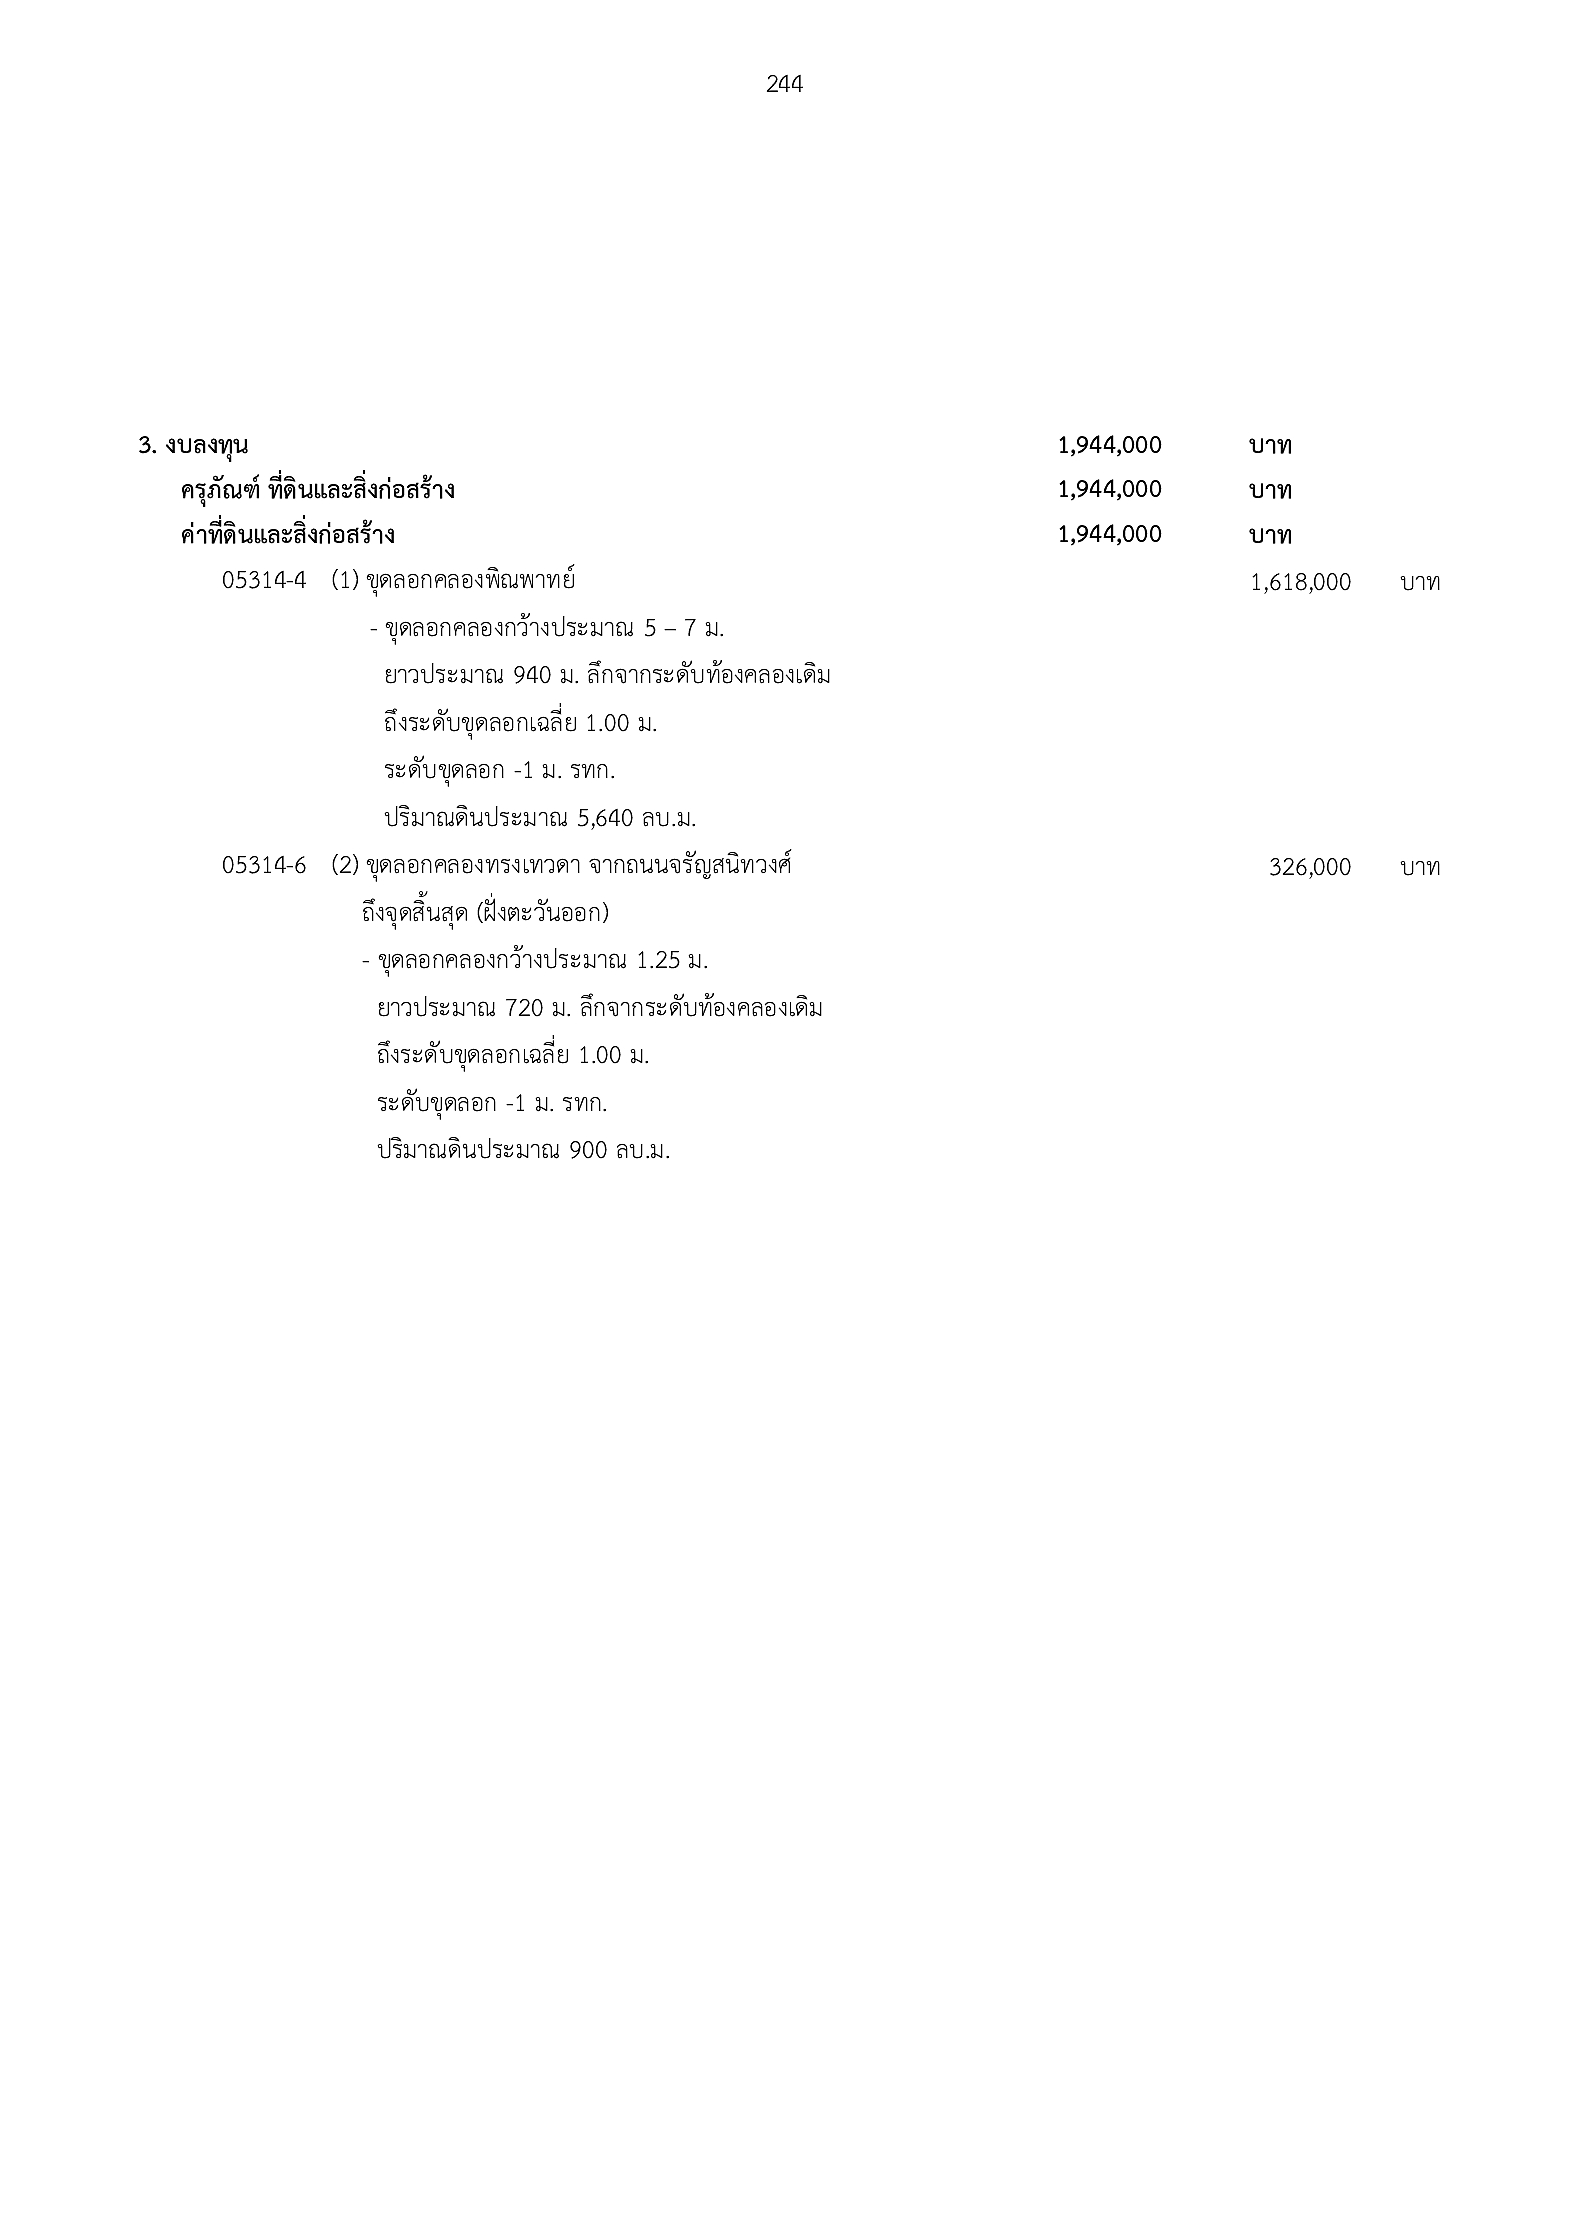 244
3. งบลงทุน 1,944,000 บาท
ครุภัณฑ์ ที่ดินและสิ่งก่อสร้าง 1,944,000 บาท
ค่าที่ดินและสิ่งก่อสร้าง 1,944,000 บาท
05314-4 (1) ขุดลอกคลองพิณพาทย์ 1,618,000 บาท
- ขุดลอกคลองกว้างประมาณ 5 – 7 ม.
ยาวประมาณ 940 ม. ลึกจากระดับท้องคลองเดิม
ถึงระดับขุดลอกเฉลี่ย 1.00 ม.
ระดับขุดลอก -1 ม. รทก.
ปริมาณดินประมาณ 5,640 ลบ.ม.
05314-6 (2) ขุดลอกคลองทรงเทวดา จากถนนจรัญสนิทวงศ์ 326,000 บาท
ถึงจุดสิ้นสุด (ฝั่งตะวันออก)
- ขุดลอกคลองกว้างประมาณ 1.25 ม.
ยาวประมาณ 720 ม. ลึกจากระดับท้องคลองเดิม
ถึงระดับขุดลอกเฉลี่ย 1.00 ม.
ระดับขุดลอก -1 ม. รทก.
ปริมาณดินประมาณ 900 ลบ.ม.